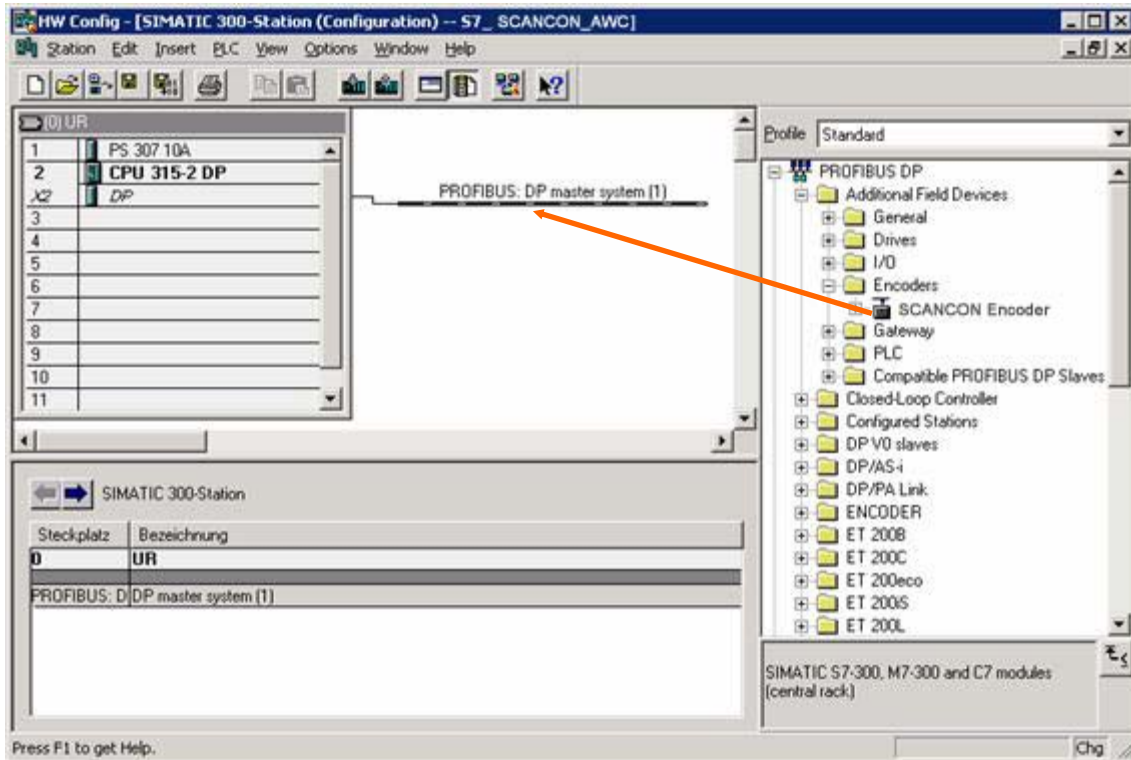 HW Config - [SIMATIC 300-Station (Configuration) -- S7_ SCANCON_AWC]
Station Edit Insert PLC View Options Window Help
(0) UR
1 PS 307 10A
2 CPU 315-2 DP
X2 DP
3
4
5
6
7
8
9
10
11
PROFIBUS: DP master system (1)
Profile Standard
PROFIBUS DP
Additional Field Devices
General
Drives
I/O
Encoders
SCANCON Encoder
Gateway
PLC
Compatible PROFIBUS DP Slaves
Closed-Loop Controller
Configured Stations
DP V0 slaves
DP/AS-i
DP/PA Link
ENCODER
ET 200B
ET 200C
ET 200eco
ET 200iS
ET 200L
SIMATIC 300-Station
Steckplatz Bezeichnung
0 UR
PROFIBUS: D DP master system (1)
SIMATIC S7-300, M7-300 and C7 modules
(central rack)
Press F1 to get Help.
Chg